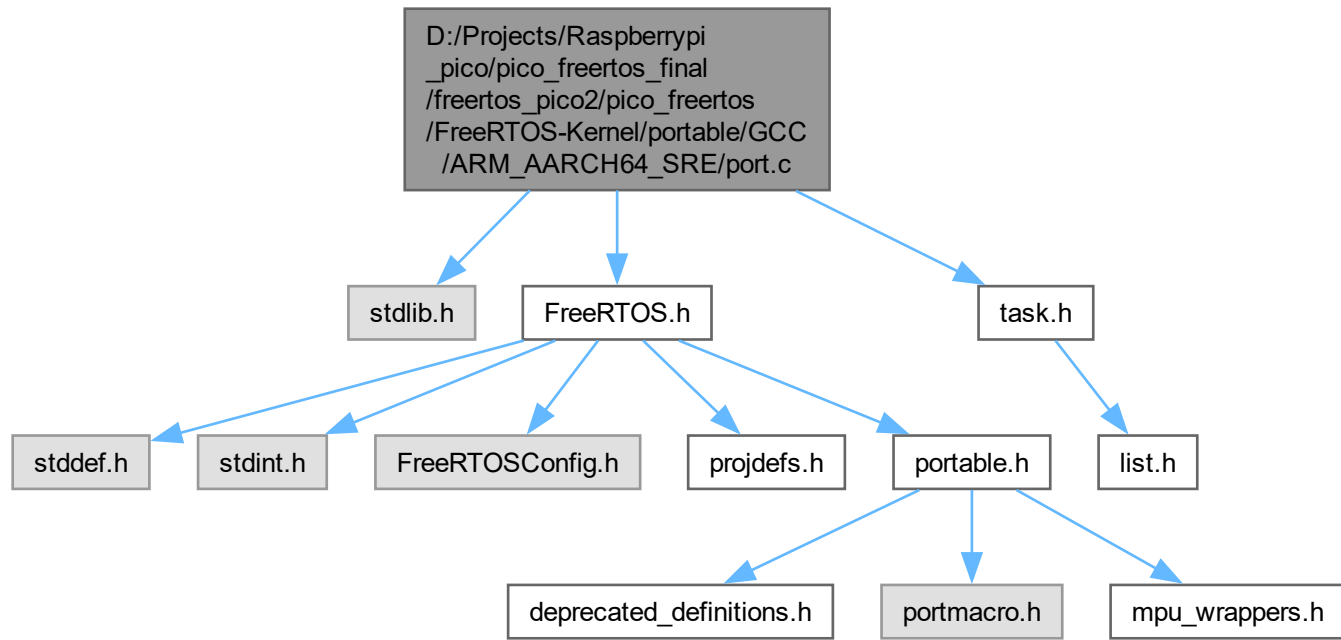 D:/Projects/Raspberrypi
_pico/pico_freertos_final
/freertos_pico2/pico_freertos
/FreeRTOS-Kernel/portable/GCC
/ARM_AARCH64_SRE/port.c
stdlib.h
FreeRTOS.h
task.h
stddef.h
stdint.h
FreeRTOSConfig.h
projdefs.h
portable.h
list.h
deprecated_definitions.h
portmacro.h
mpu_wrappers.h